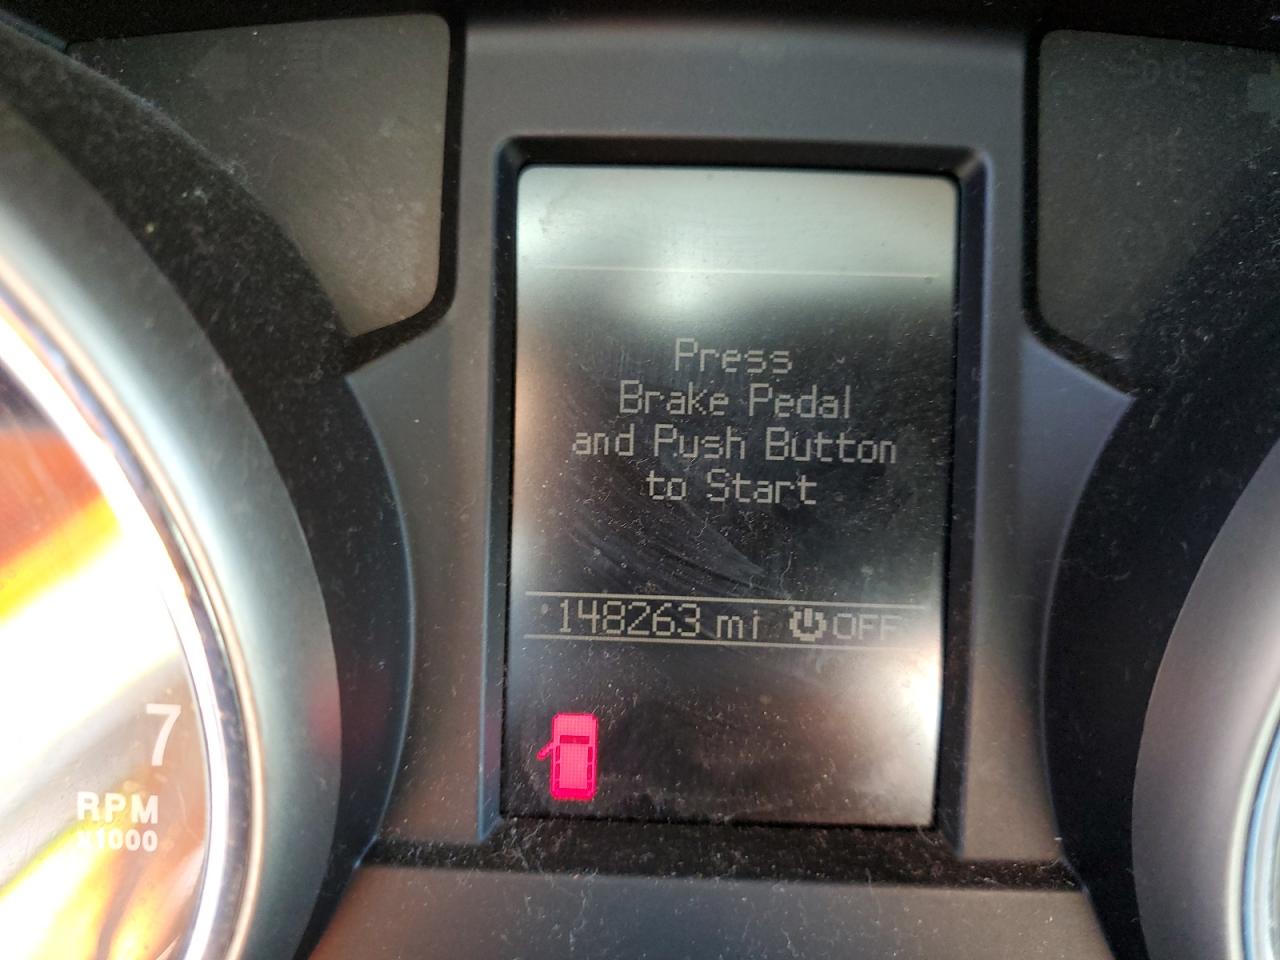 Press
Brake Pedal
and Push Button
to Start
148263 mi OFF
7
RPM
x1000